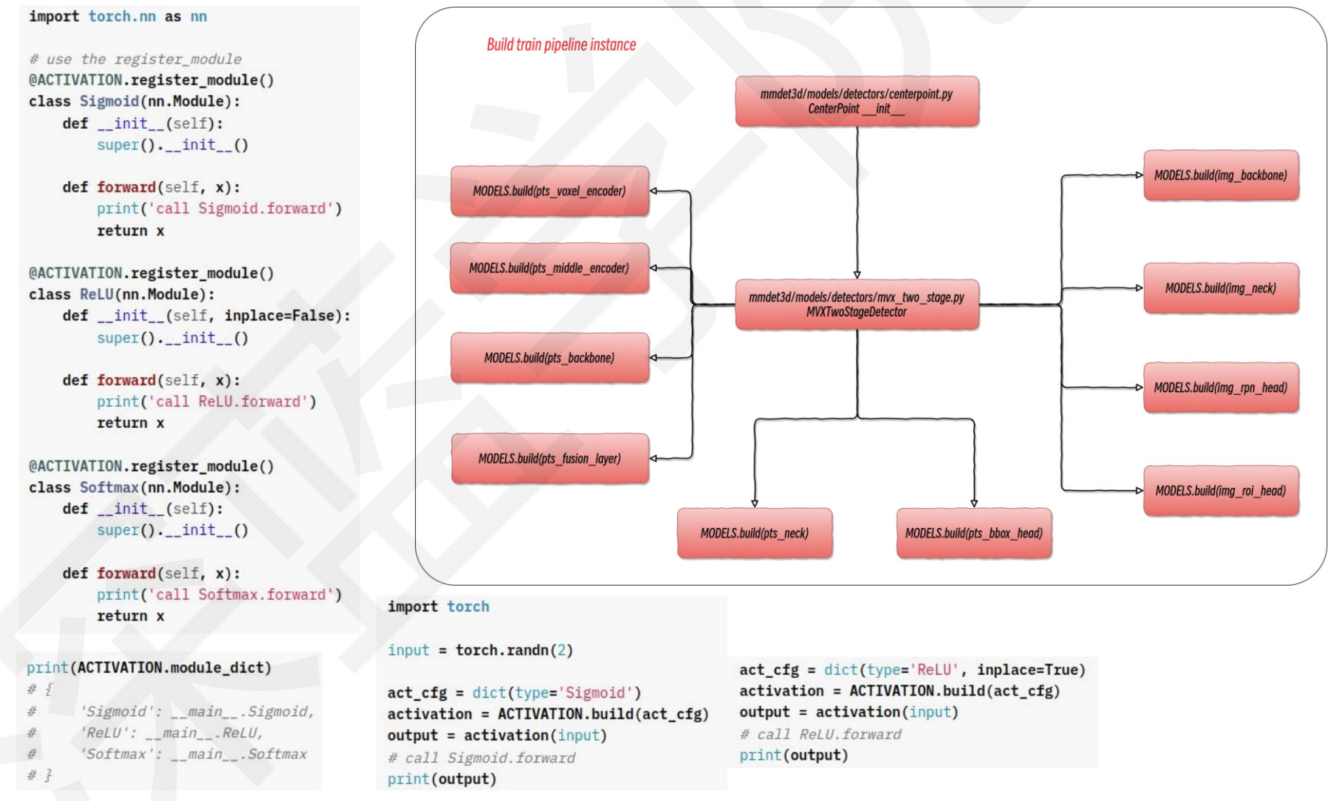 import torch.nn as nn
# use the register_module
@ACTIVATION.register_module()
class Sigmoid(nn.Module):
    def __init__(self):
        super().__init__()
    def forward(self, x):
        print('call Sigmoid.forward')
        return x
@ACTIVATION.register_module()
class ReLU(nn.Module):
    def __init__(self, inplace=False):
        super().__init__()
    def forward(self, x):
        print('call ReLU.forward')
        return x
@ACTIVATION.register_module()
class Softmax(nn.Module):
    def __init__(self):
        super().__init__()
    def forward(self, x):
        print('call Softmax.forward')
        return x
print(ACTIVATION.module_dict)
# {
#     'Sigmoid': __main__.Sigmoid,
#     'ReLU': __main__.ReLU,
#     'Softmax': __main__.Softmax
# }
Build train pipeline instance
mmdet3d/models/detectors/centerpoint.py
CenterPoint __init__
MODELS.build(pts_voxel_encoder)
MODELS.build(pts_middle_encoder)
MODELS.build(pts_backbone)
MODELS.build(pts_fusion_layer)
mmdet3d/models/detectors/mvx_two_stage.py
MVXTwoStageDetector
MODELS.build(pts_neck)
MODELS.build(pts_bbox_head)
MODELS.build(img_backbone)
MODELS.build(img_neck)
MODELS.build(img_rpn_head)
MODELS.build(img_roi_head)
import torch
input = torch.randn(2)
act_cfg = dict(type='Sigmoid')
activation = ACTIVATION.build(act_cfg)
output = activation(input)
# call Sigmoid.forward
print(output)
act_cfg = dict(type='ReLU', inplace=True)
activation = ACTIVATION.build(act_cfg)
output = activation(input)
# call ReLU.forward
print(output)